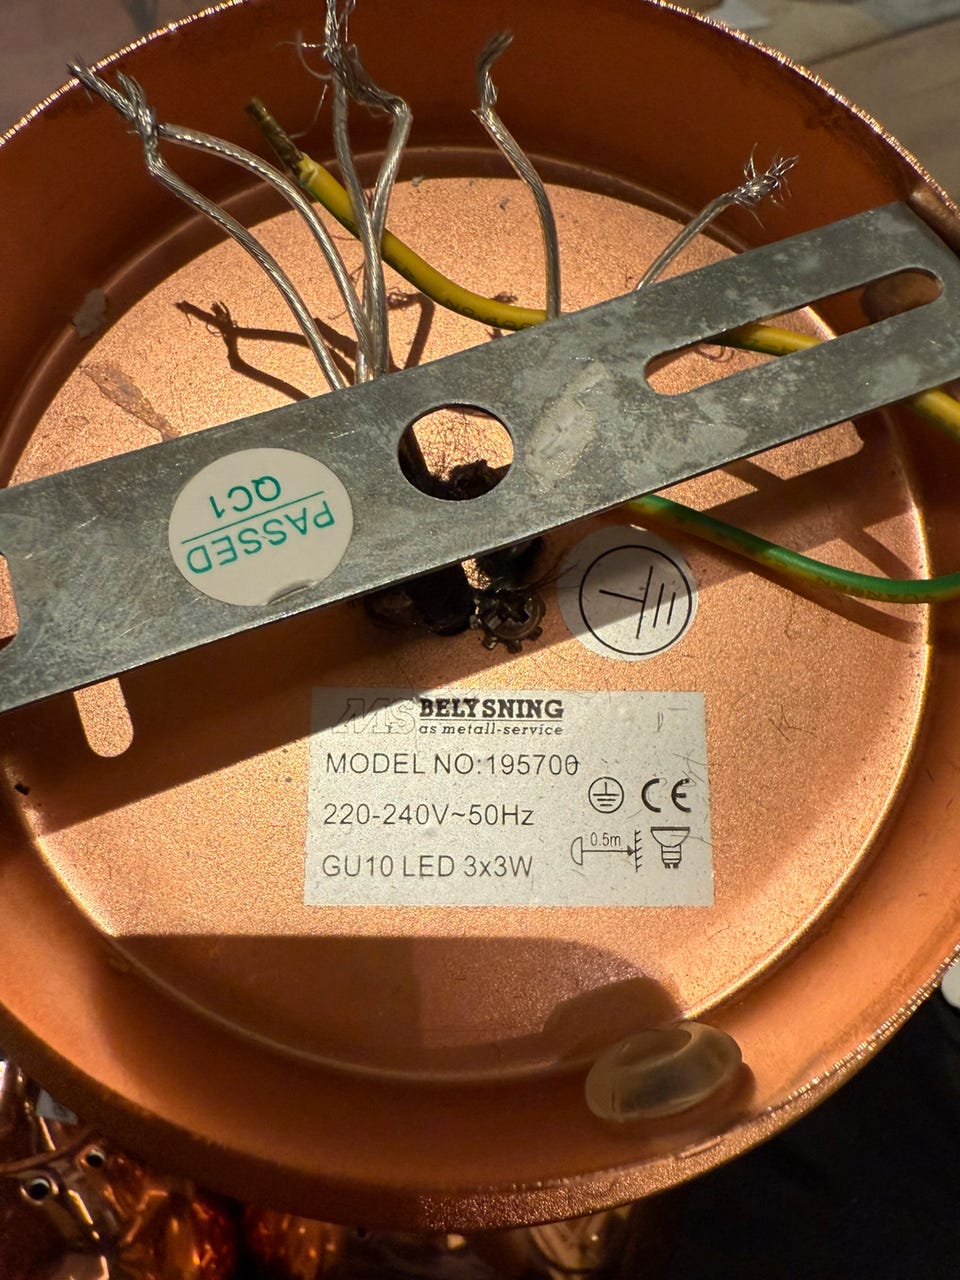 PASSED
QC1
MS BELYSNING
as metall-service
MODEL NO:195700
220-240V~50Hz
CE
0.5m
GU10 LED 3x3W